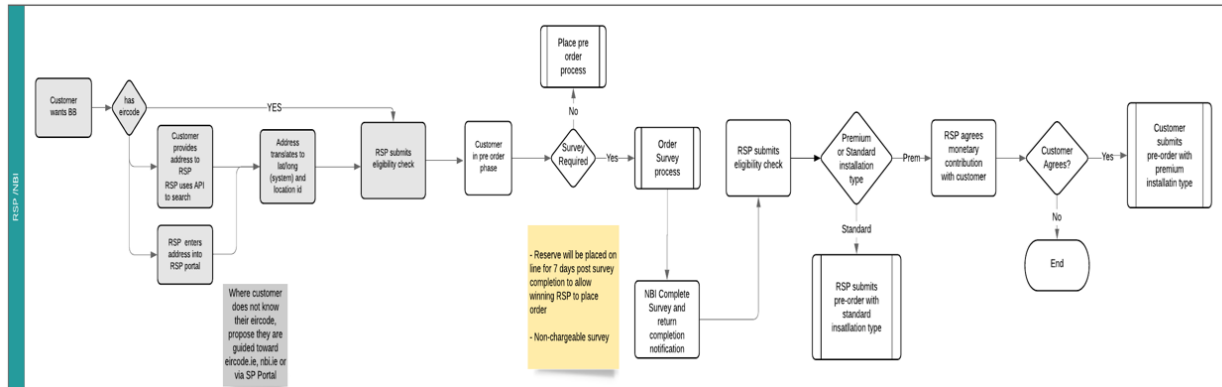 RSP /NBI
Customer
wants BB
has
eircode
YES
Customer
provides
address to
RSP
RSP uses API
to search
RSP enters
address into
RSP portal
Address
translates to
lat/long
(system) and
location id
Where customer
does not know
their eircode,
propose they are
guided toward
eircode.ie, nbi.ie or
via SP Portal
RSP submits
eligibility check
Customer
in pre order
phase
Place pre
order
process
No
Survey
Required
Yes
Order
Survey
process
- Reserve will be placed on
line for 7 days post survey
completion to allow
winning RSP to place
order
- Non-chargeable survey
NBI Complete
Survey and
return
completion
notification
RSP submits
eligibility check
Premium
or Standard
installation
type
Prem
Standard
RSP submits
pre-order with
standard
insatllation type
RSP agrees
monetary
contribution
with customer
Customer
Agrees?
Yes
No
End
Customer
submits
pre-order with
premium
installatin type